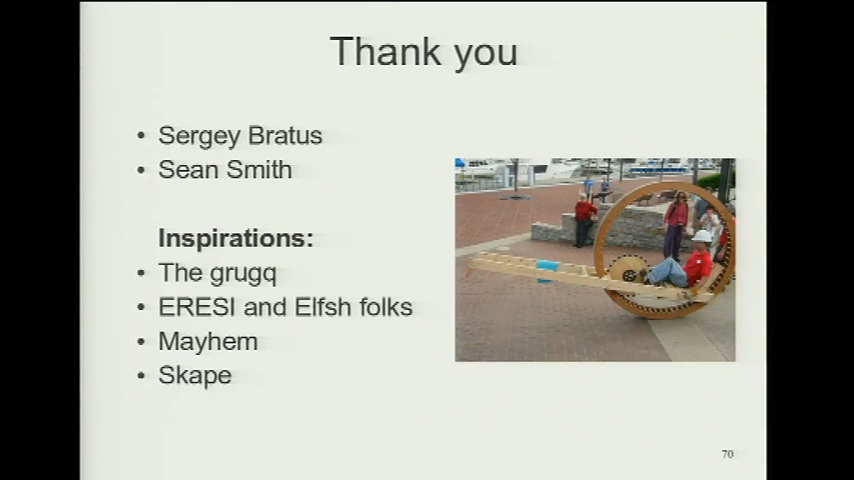 Thank you
• Sergey Bratus
• Sean Smith
Inspirations:
• The grugq
• ERESI and Elfsh folks
• Mayhem
• Skape
70